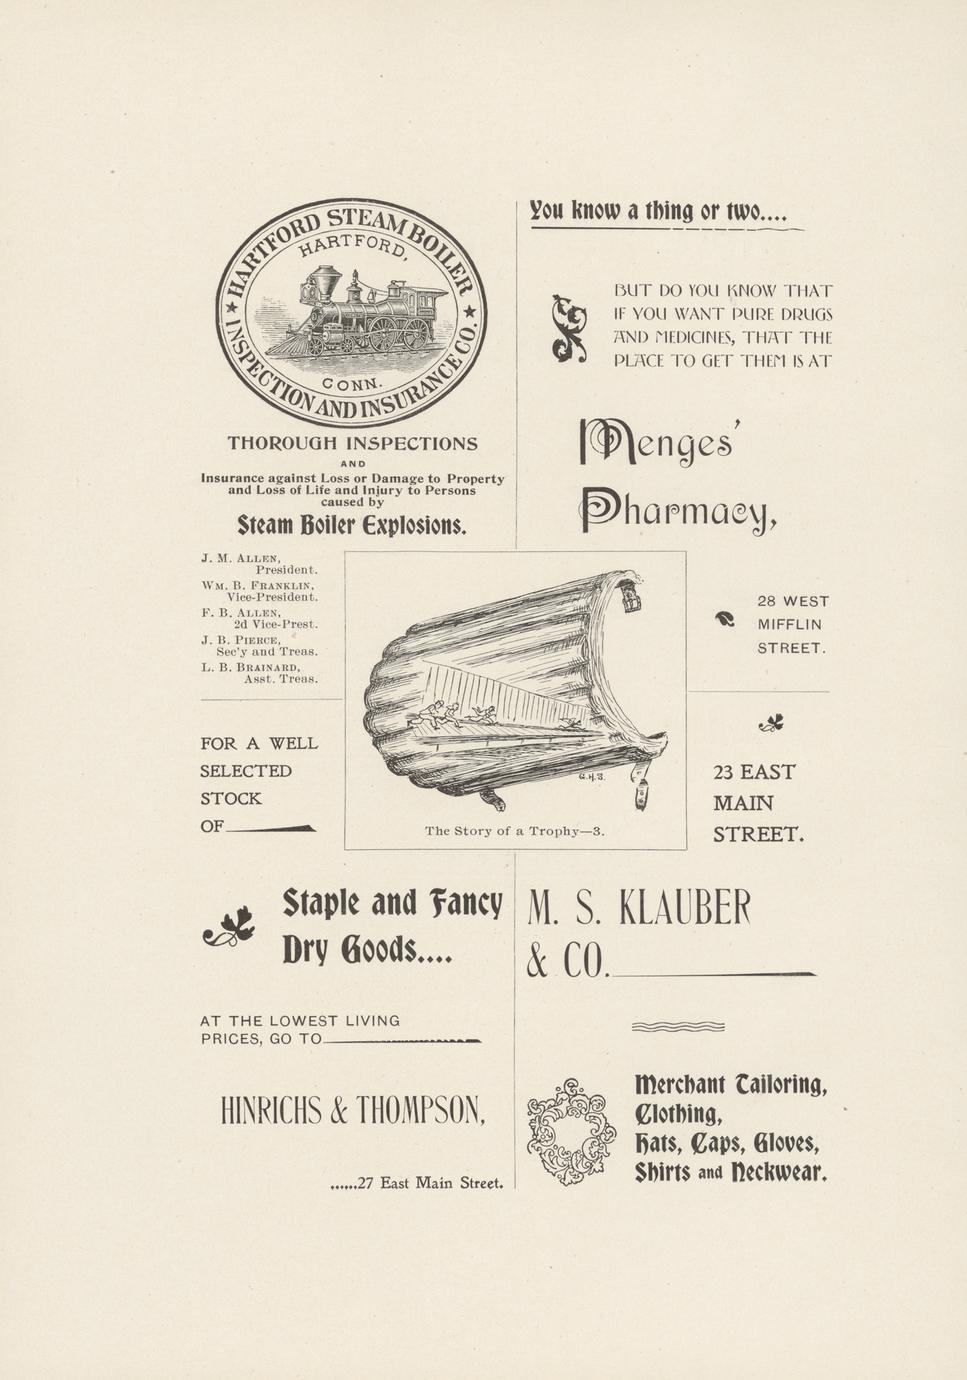 HARTFORD STEAM BOILER
INSPECTION AND INSURANCE CO.
HARTFORD,
CONN.
THOROUGH INSPECTIONS
AND
Insurance against Loss or Damage to Property
and Loss of Life and Injury to Persons
caused by
Steam Boiler Explosions.
J. M. ALLEN,
President.
WM. B. FRANKLIN,
Vice-President.
F. B. ALLEN,
2d Vice-Prest.
J. B. PIERCE,
Sec'y and Treas.
L. B. BRAINARD,
Asst. Treas.
You know a thing or two....
BUT DO YOU KNOW THAT
IF YOU WANT PURE DRUGS
AND MEDICINES, THAT THE
PLACE TO GET THEM IS AT
Menges'
Pharmacy,
28 WEST
MIFFLIN
STREET.
G.H.S.
The Story of a Trophy—3.
FOR A WELL
SELECTED
STOCK
OF
Staple and Fancy
Dry Goods....
AT THE LOWEST LIVING
PRICES, GO TO
HINRICHS & THOMPSON,
......27 East Main Street.
23 EAST
MAIN
STREET.
M. S. KLAUBER
& CO.
Merchant Tailoring,
Clothing,
Hats, Caps, Gloves,
Shirts and Neckwear.